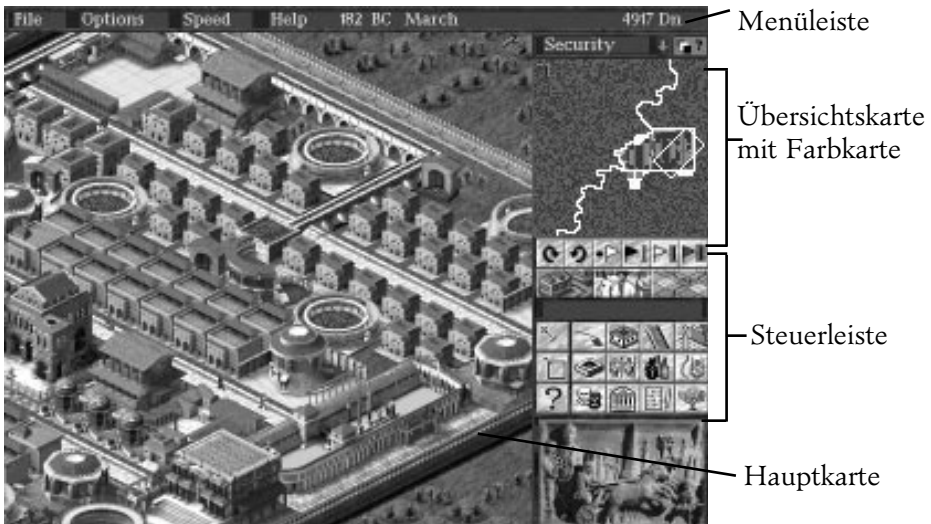 File Options Speed Help 182 BC March 4917 Dn
Menüleiste
Security
?
Übersichtskarte
mit Farbkarte
Steuerleiste
?
Hauptkarte